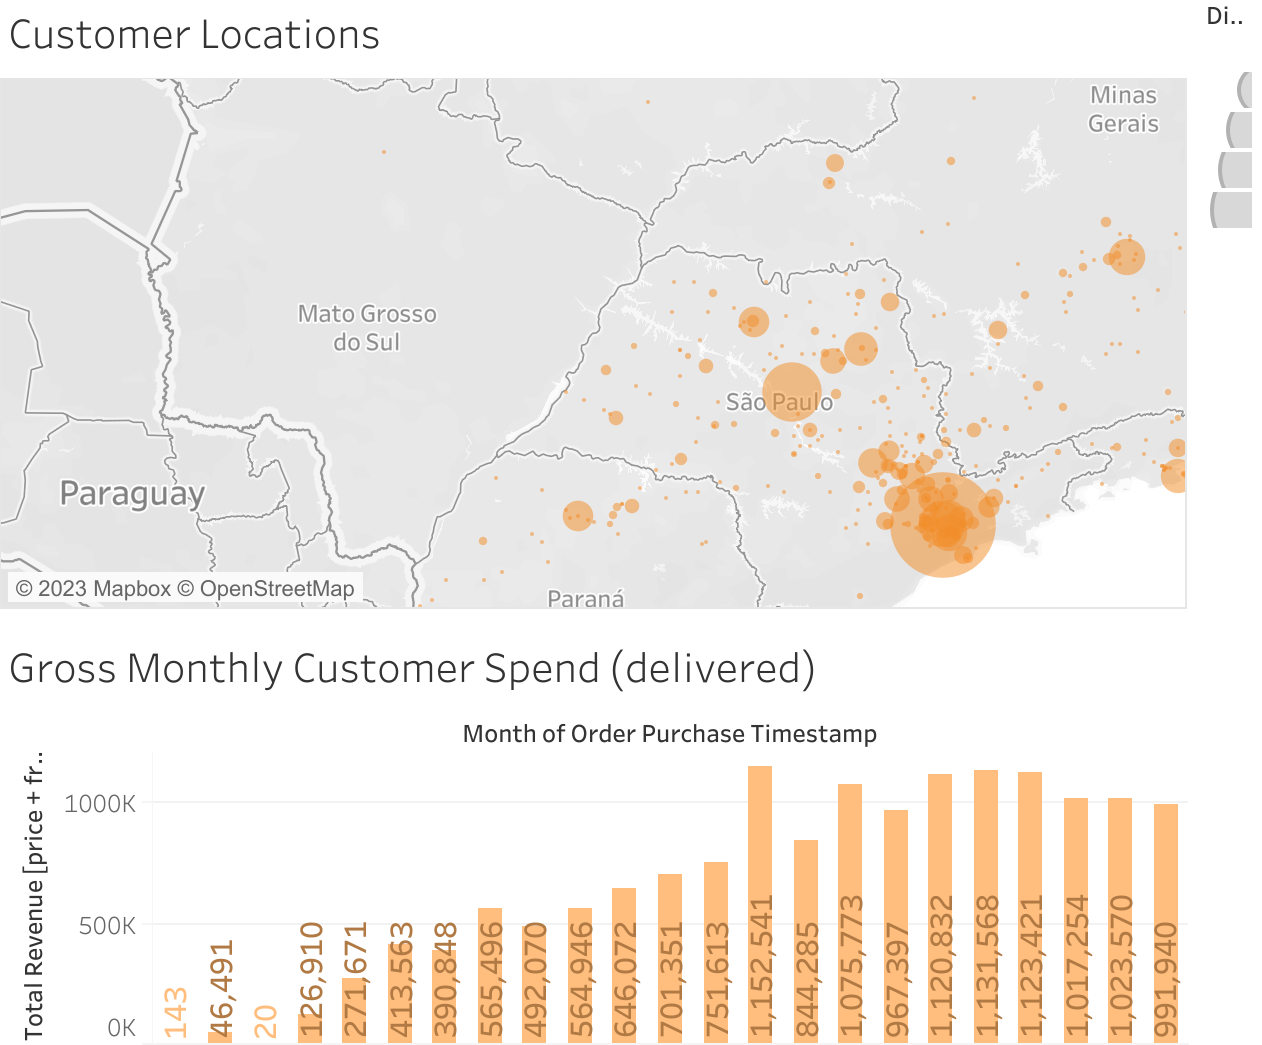 Customer Locations
Di..
Minas
Gerais
Mato Grosso
do Sul
São Paulo
Paraguay
Paraná
© 2023 Mapbox © OpenStreetMap
Gross Monthly Customer Spend (delivered)
Month of Order Purchase Timestamp
Total Revenue [price + fr..
1000K
500K
0K
143
46,491
20
126,910
271,671
413,563
390,848
565,496
492,070
564,946
646,072
701,351
751,613
1,152,541
844,285
1,075,773
967,397
1,120,832
1,131,568
1,123,421
1,017,254
1,023,570
991,940